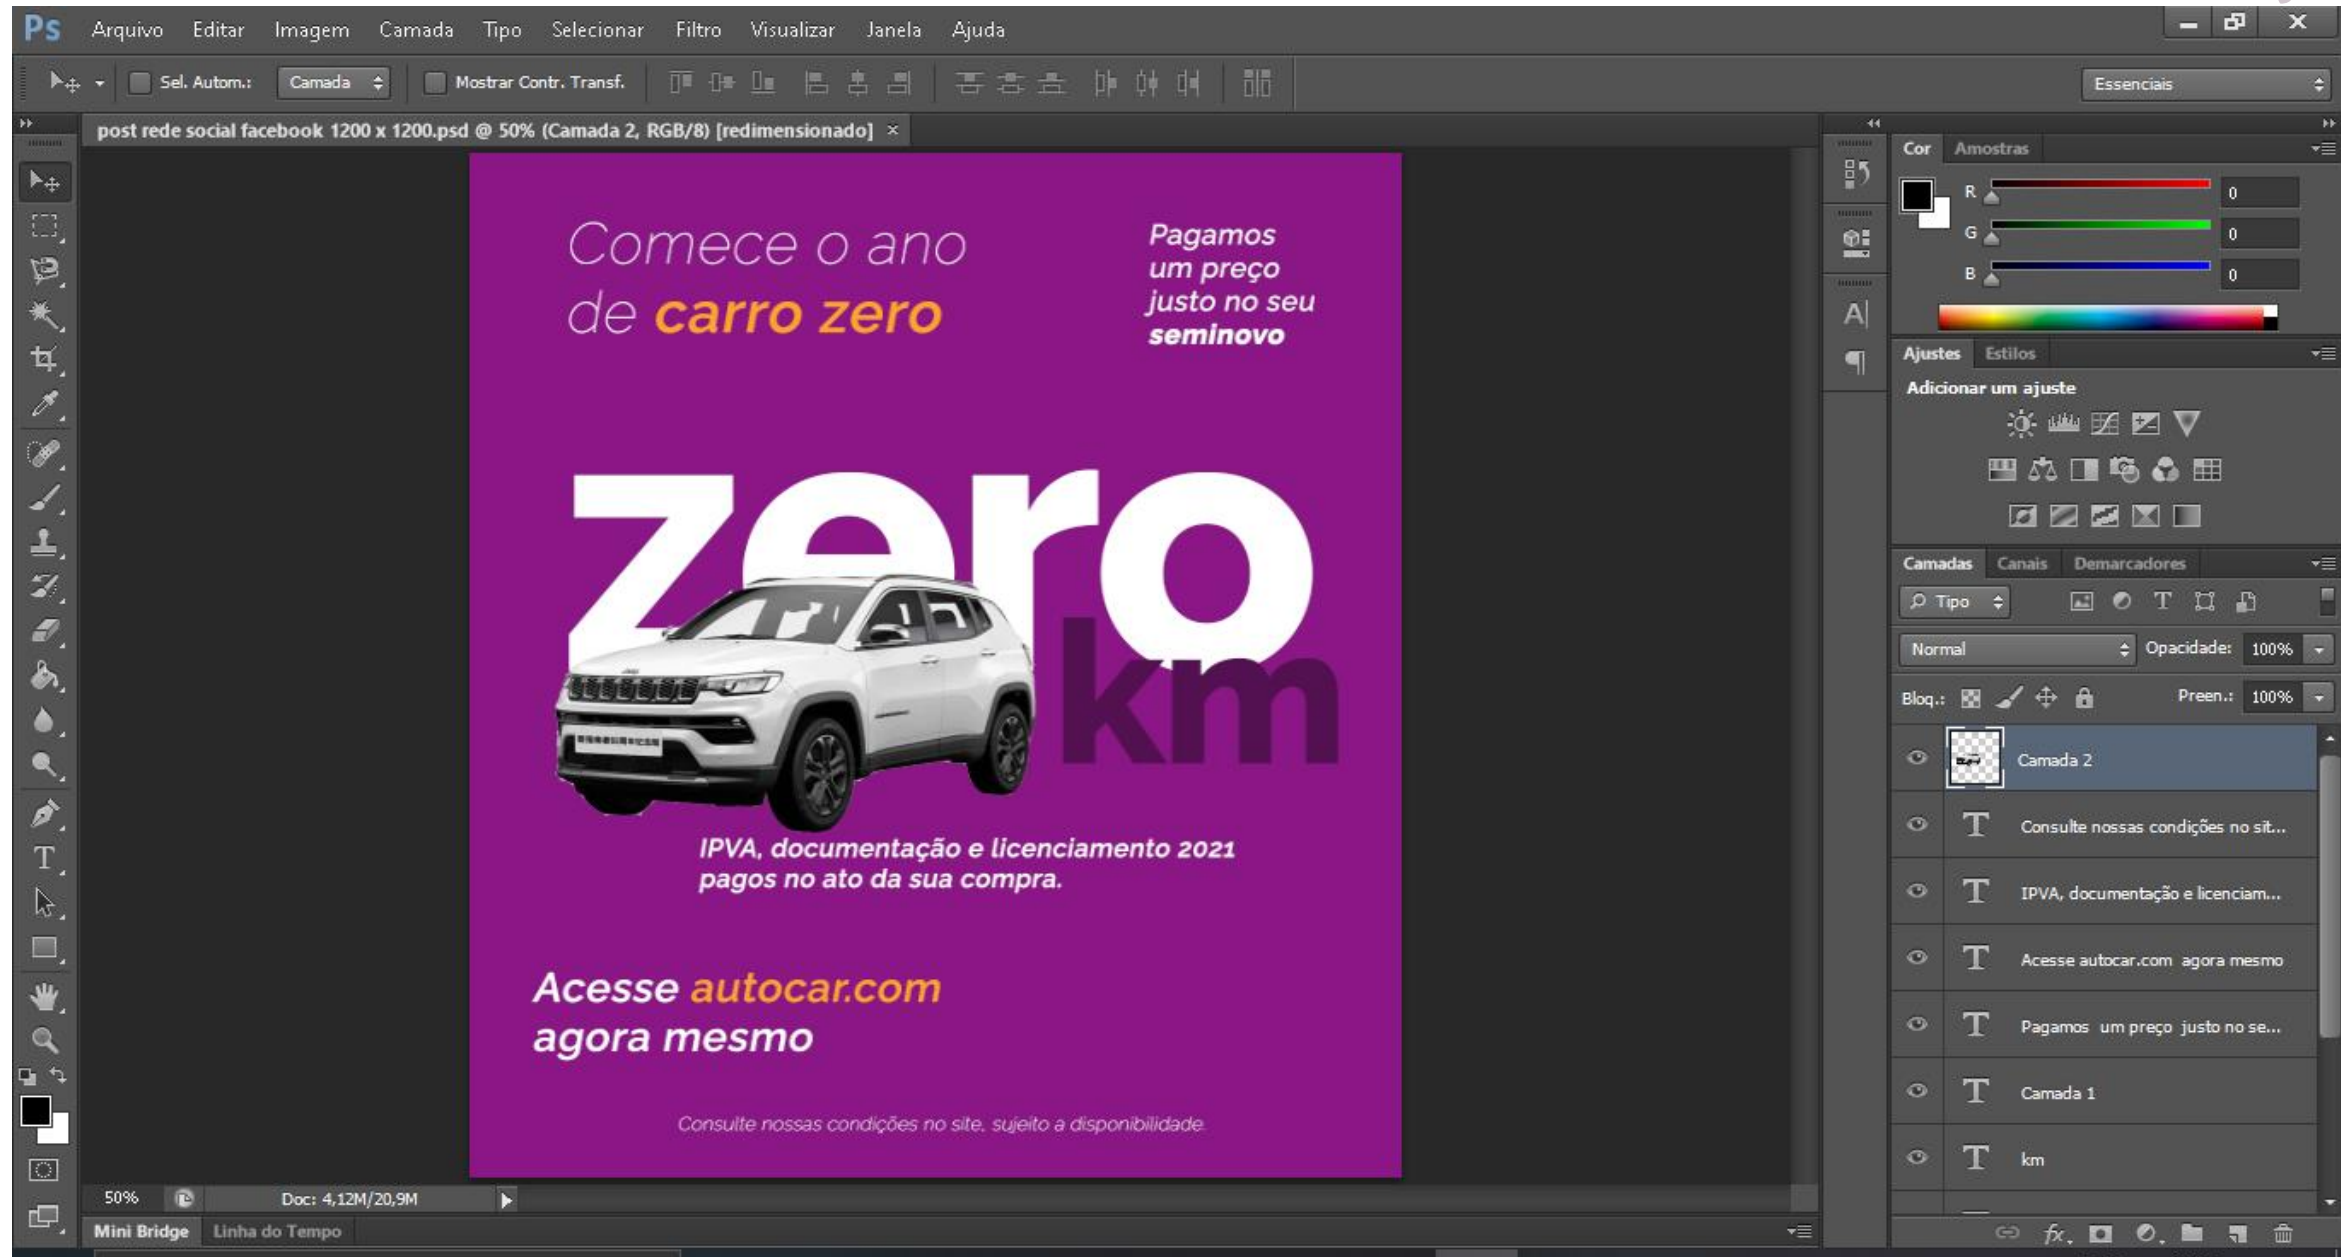 Ps Arquivo Editar Imagem Camada Tipo Selecionar Filtro Visualizar Janela Ajuda
Sel. Autom.: Camada Mostrar Contr. Transf. Essenciais
post rede social facebook 1200 x 1200.psd @ 50% (Camada 2, RGB/8) [redimensionado] ×
Comece o ano
de carro zero
Pagamos
um preço
justo no seu
seminovo
zero
km
IPVA, documentação e licenciamento 2021
pagos no ato da sua compra.
Acesse autocar.com
agora mesmo
Consulte nossas condições no site, sujeito a disponibilidade.
50% Doc: 4,12M/20,9M
Mini Bridge Linha do Tempo
Cor Amostras
R 0
G 0
B 0
Ajustes Estilos
Adicionar um ajuste
Camadas Canais Demarcadores
Tipo
Normal Opacidade: 100%
Bloq.: Preen.: 100%
Camada 2
Consulte nossas condições no sit...
IPVA, documentação e licenciam...
Acesse autocar.com agora mesmo
Pagamos um preço justo no se...
Camada 1
km
fx